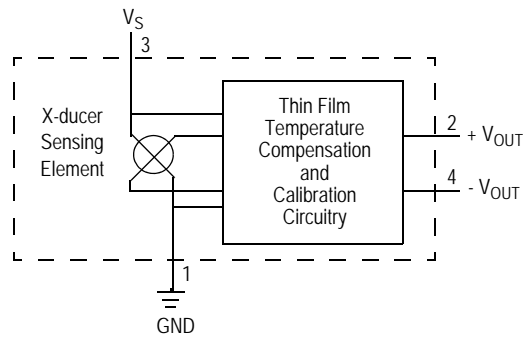 VS
3
X-ducer
Sensing
Element
Thin Film
Temperature
Compensation
and
Calibration
Circuitry
2
+ VOUT
4
- VOUT
1
GND